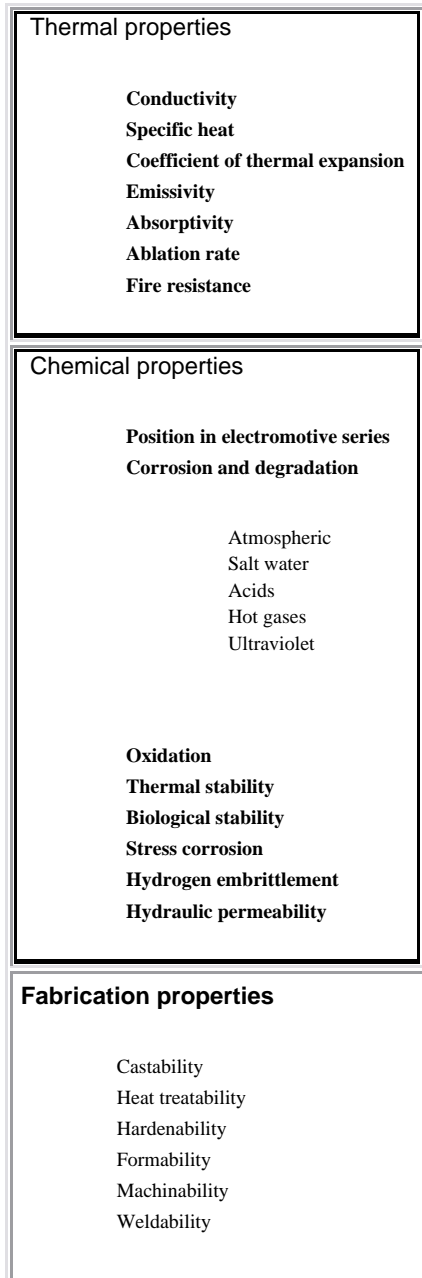 Thermal properties
Conductivity
Specific heat
Coefficient of thermal expansion
Emissivity
Absorptivity
Ablation rate
Fire resistance
Chemical properties
Position in electromotive series
Corrosion and degradation
Atmospheric
Salt water
Acids
Hot gases
Ultraviolet
Oxidation
Thermal stability
Biological stability
Stress corrosion
Hydrogen embrittlement
Hydraulic permeability
Fabrication properties
Castability
Heat treatability
Hardenability
Formability
Machinability
Weldability